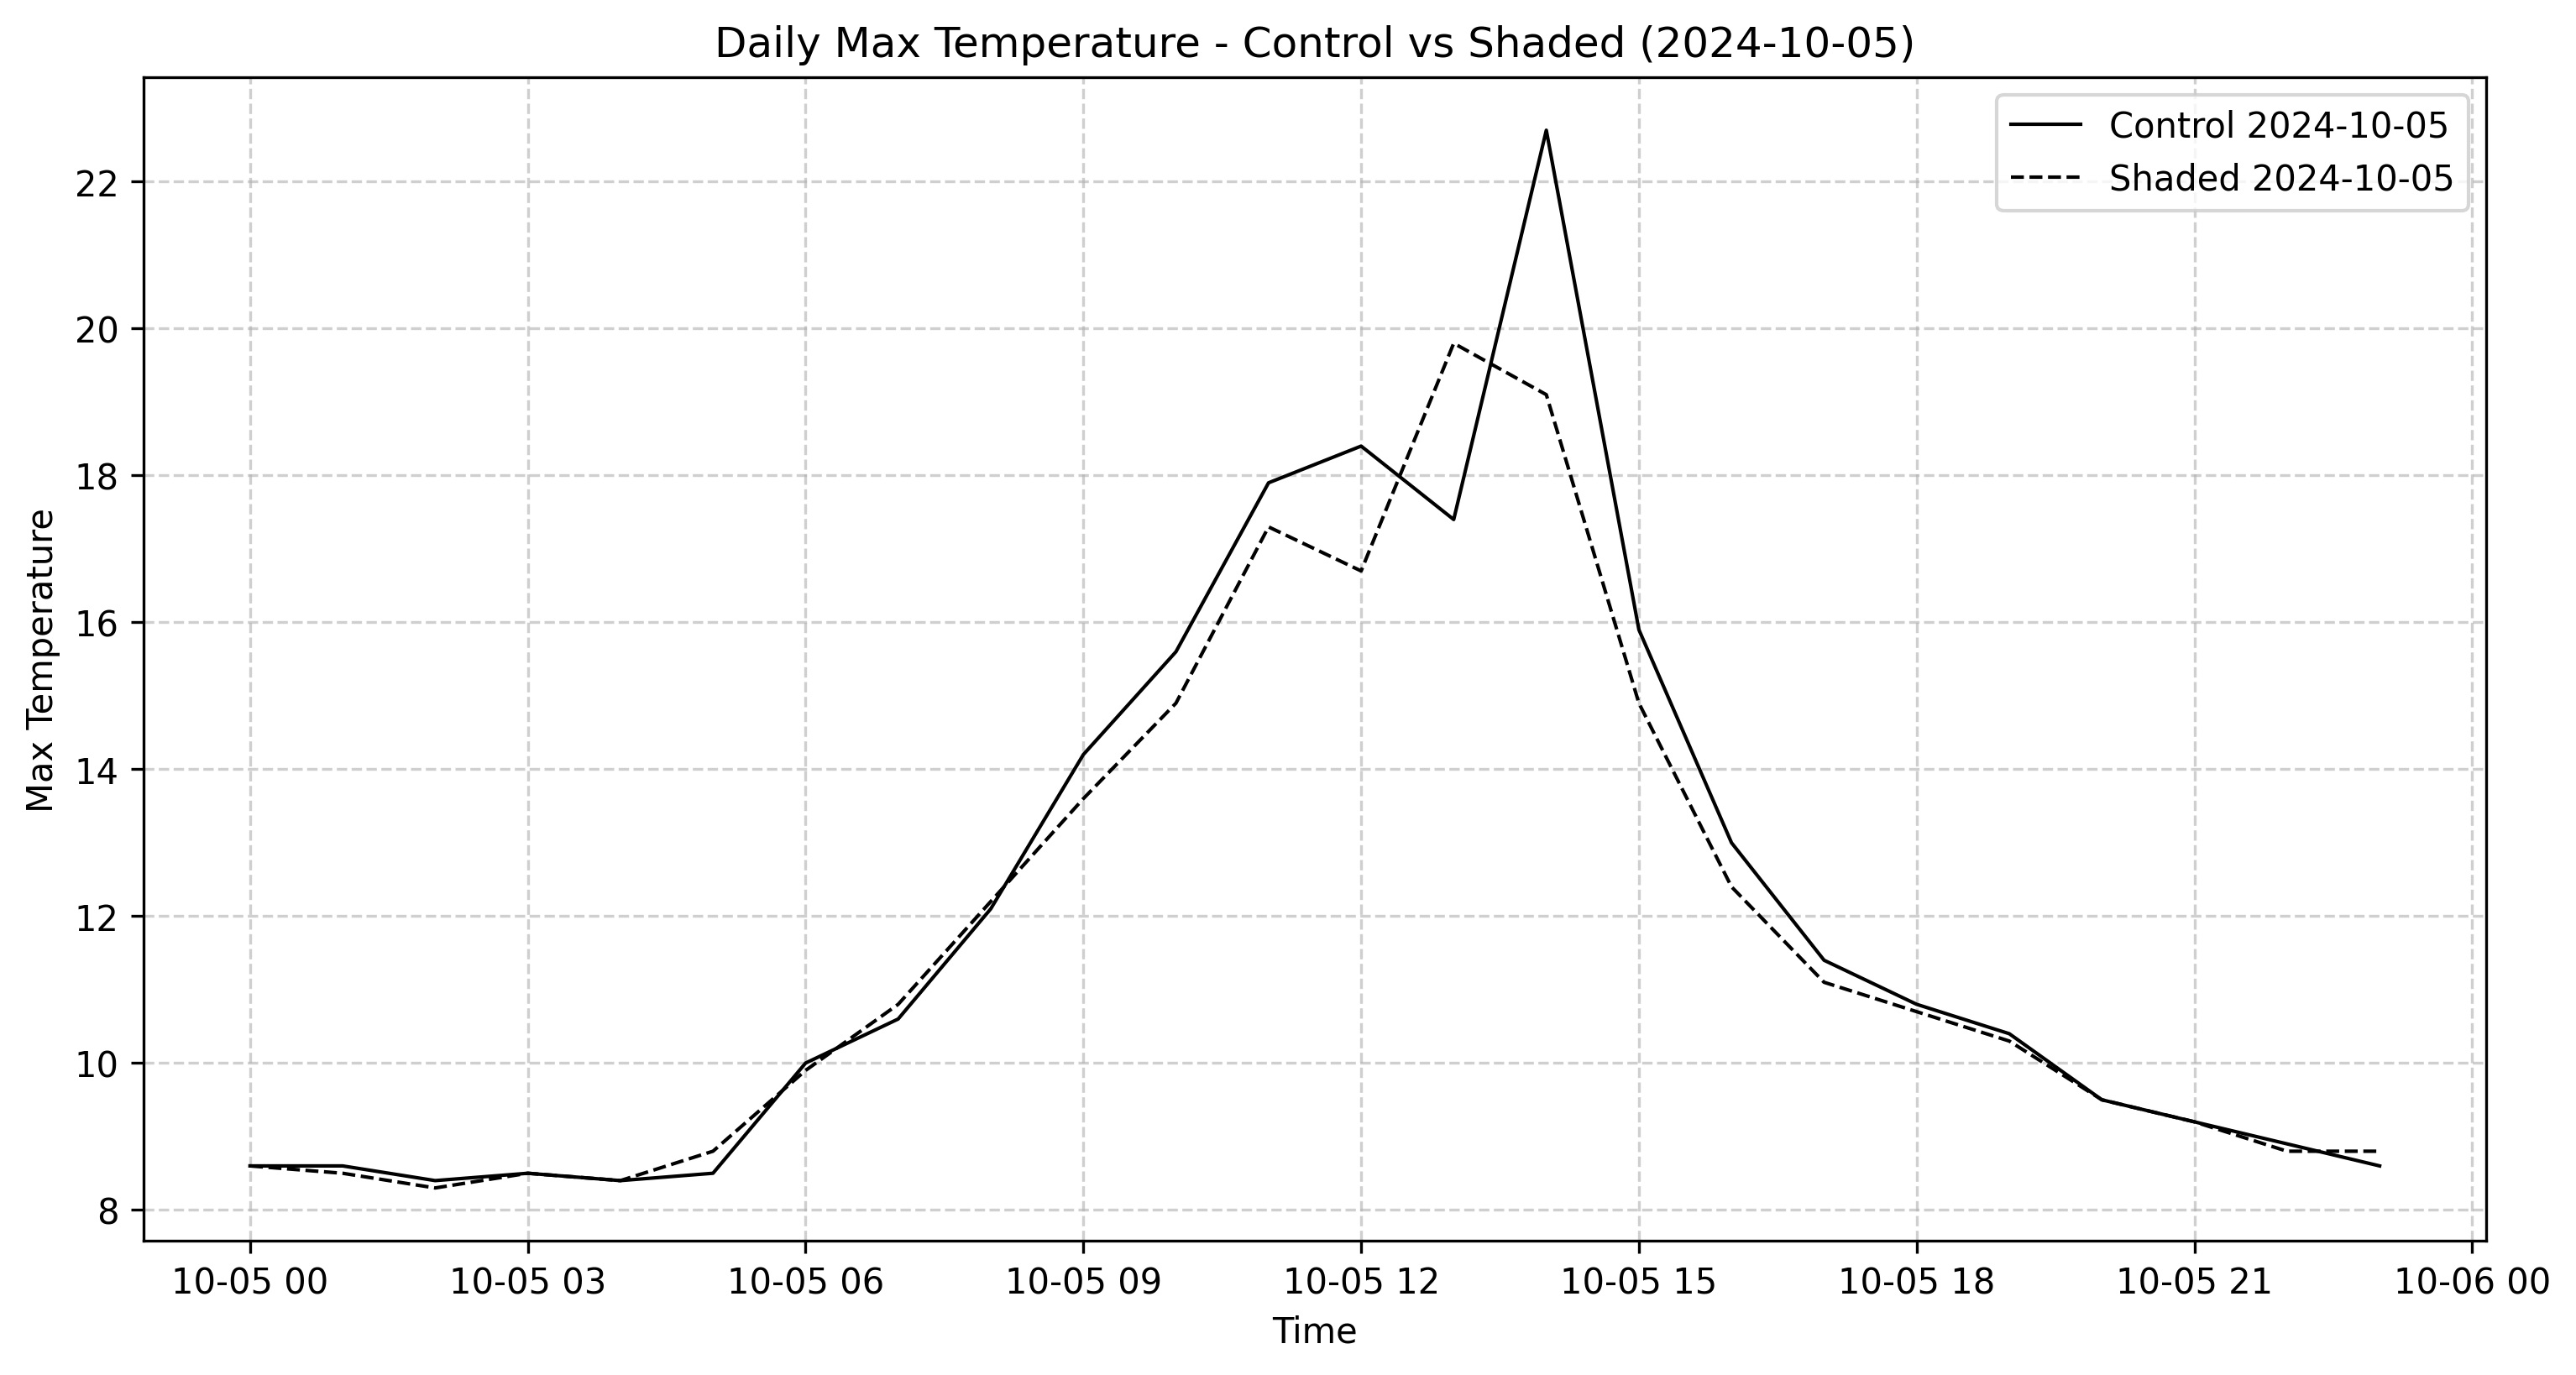 Daily Max Temperature - Control vs Shaded (2024-10-05)
Control 2024-10-05
Shaded 2024-10-05
Max Temperature
22
20
18
16
14
12
10
8
10-05 00 10-05 03 10-05 06 10-05 09 10-05 12 10-05 15 10-05 18 10-05 21 10-06 00
Time